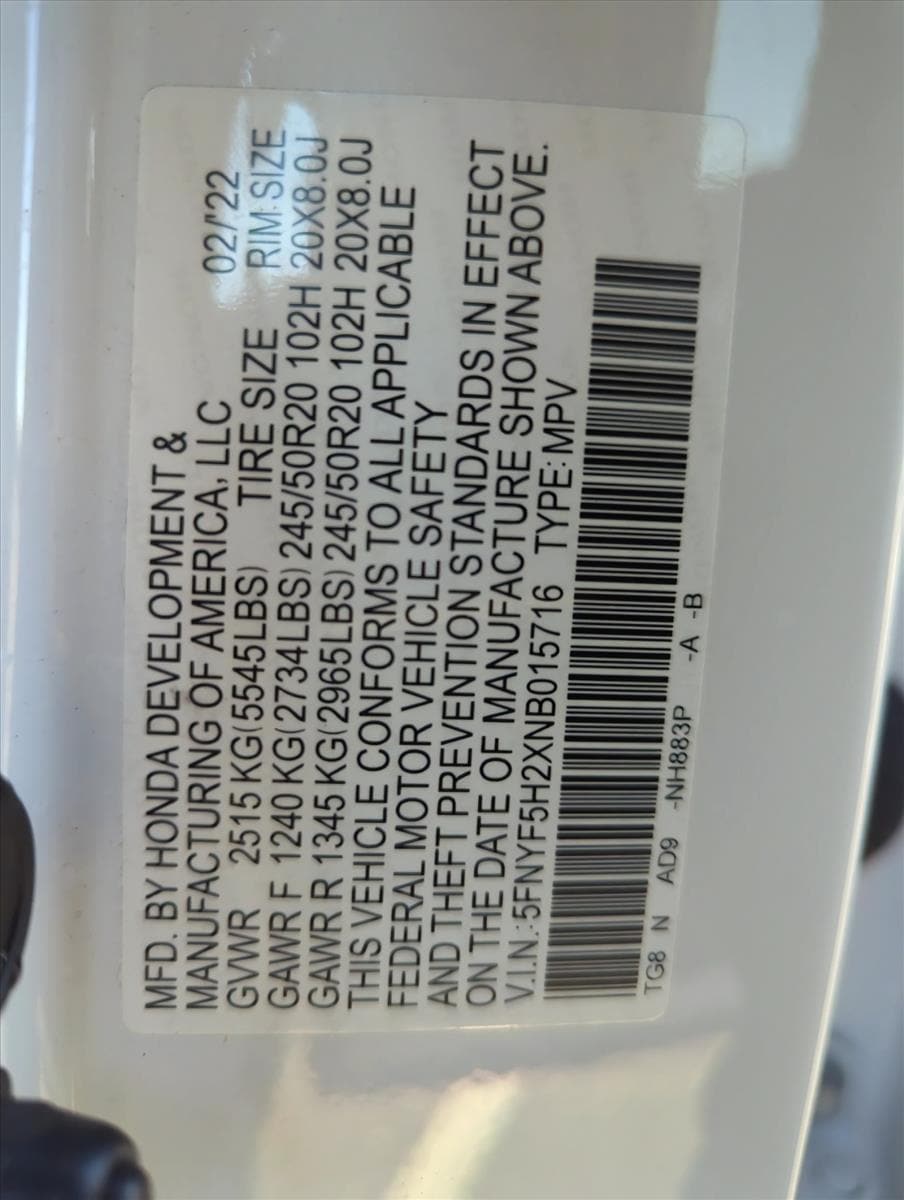 MFD. BY HONDA DEVELOPMENT &
MANUFACTURING OF AMERICA, LLC 02/'22
GVWR 2515 KG(5545LBS) TIRE SIZE RIM SIZE
GAWR F 1240 KG(2734LBS) 245/50R20 102H 20X8.0J
GAWR R 1345 KG(2965LBS) 245/50R20 102H 20X8.0J
THIS VEHICLE CONFORMS TO ALL APPLICABLE
FEDERAL MOTOR VEHICLE SAFETY
AND THEFT PREVENTION STANDARDS IN EFFECT
ON THE DATE OF MANUFACTURE SHOWN ABOVE.
V.I.N.:5FNYF5H2XNB015716 TYPE:MPV
TG8 N AD9 -NH883P -A -B